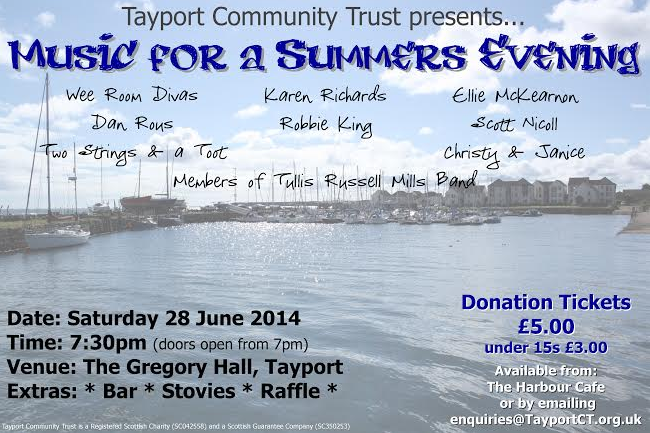 Tayport Community Trust presents...
Music for a Summers Evening
Wee Room Divas Karen Richards Ellie McKearnon
Dan Rous Robbie King Scott Nicoll
Two Strings & a Toot Christy & Janice
Members of Tullis Russell Mills Band
Date: Saturday 28 June 2014
Time: 7:30pm (doors open from 7pm)
Venue: The Gregory Hall, Tayport
Extras: * Bar * Stovies * Raffle *
Donation Tickets
£5.00
under 15s £3.00
Available from:
The Harbour Cafe
or by emailing
enquiries@TayportCT.org.uk
Tayport Community Trust is a Registered Scottish Charity (SC042558) and a Scottish Guarantee Company (SC350253)